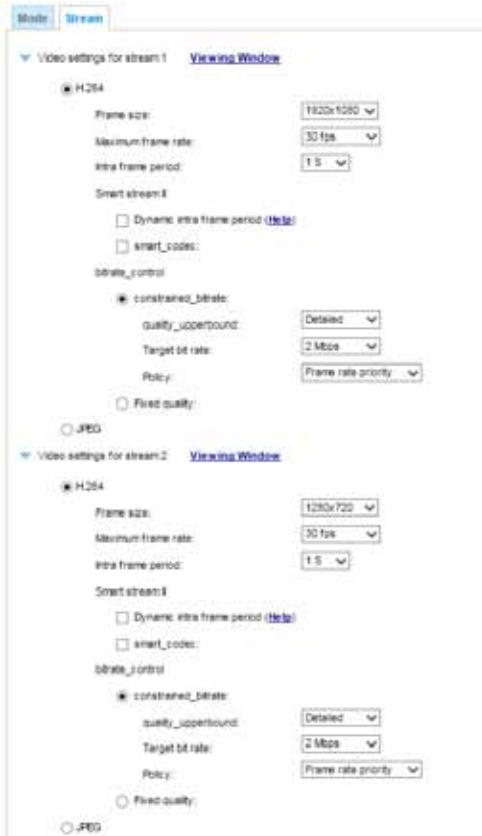 Mode Stream
Video settings for stream 1 Viewing Window
H.264
Frame size: 1920x1080
Maximum frame rate: 30 fps
Intra frame period: 1 S
Smart stream II
Dynamic intra frame period (Help)
smart_codec:
bitrate_control
constrained_bitrate:
quality_upperbound: Detailed
Target bit rate: 2 Mbps
Policy: Frame rate priority
Fixed quality:
JPEG
Video settings for stream 2 Viewing Window
H.264
Frame size: 1280x720
Maximum frame rate: 30 fps
Intra frame period: 1 S
Smart stream II
Dynamic intra frame period (Help)
smart_codec:
bitrate_control
constrained_bitrate:
quality_upperbound: Detailed
Target bit rate: 2 Mbps
Policy: Frame rate priority
Fixed quality:
JPEG